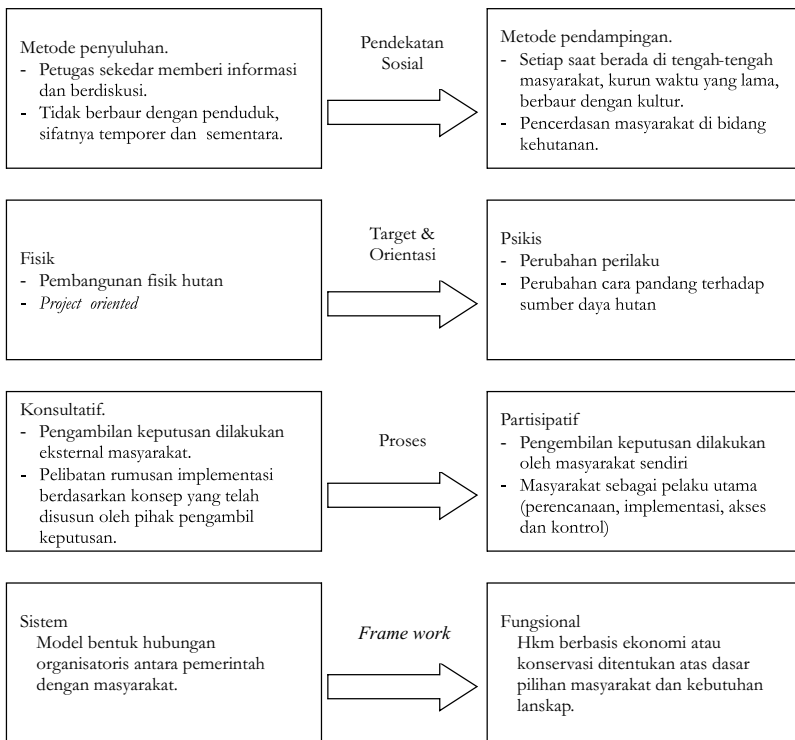 Metode penyuluhan.
- Petugas sekedar memberi informasi
dan berdiskusi.
- Tidak berbaur dengan penduduk,
sifatnya temporer dan sementara.
Pendekatan
Sosial
Metode pendampingan.
- Setiap saat berada di tengah-tengah
masyarakat, kurun waktu yang lama,
berbaur dengan kultur.
- Pencerdasan masyarakat di bidang
kehutanan.
Fisik
- Pembangunan fisik hutan
- Project oriented
Target &
Orientasi
Psikis
- Perubahan perilaku
- Perubahan cara pandang terhadap
sumber daya hutan
Konsultatif.
- Pengambilan keputusan dilakukan
eksternal masyarakat.
- Pelibatan rumusan implementasi
berdasarkan konsep yang telah
disusun oleh pihak pengambil
keputusan.
Proses
Partisipatif
- Pengembilan keputusan dilakukan
oleh masyarakat sendiri
- Masyarakat sebagai pelaku utama
(perencanaan, implementasi, akses
dan kontrol)
Sistem
Model bentuk hubungan
organisatoris antara pemerintah
dengan masyarakat.
Frame work
Fungsional
Hkm berbasis ekonomi atau
konservasi ditentukan atas dasar
pilihan masyarakat dan kebutuhan
lanskap.